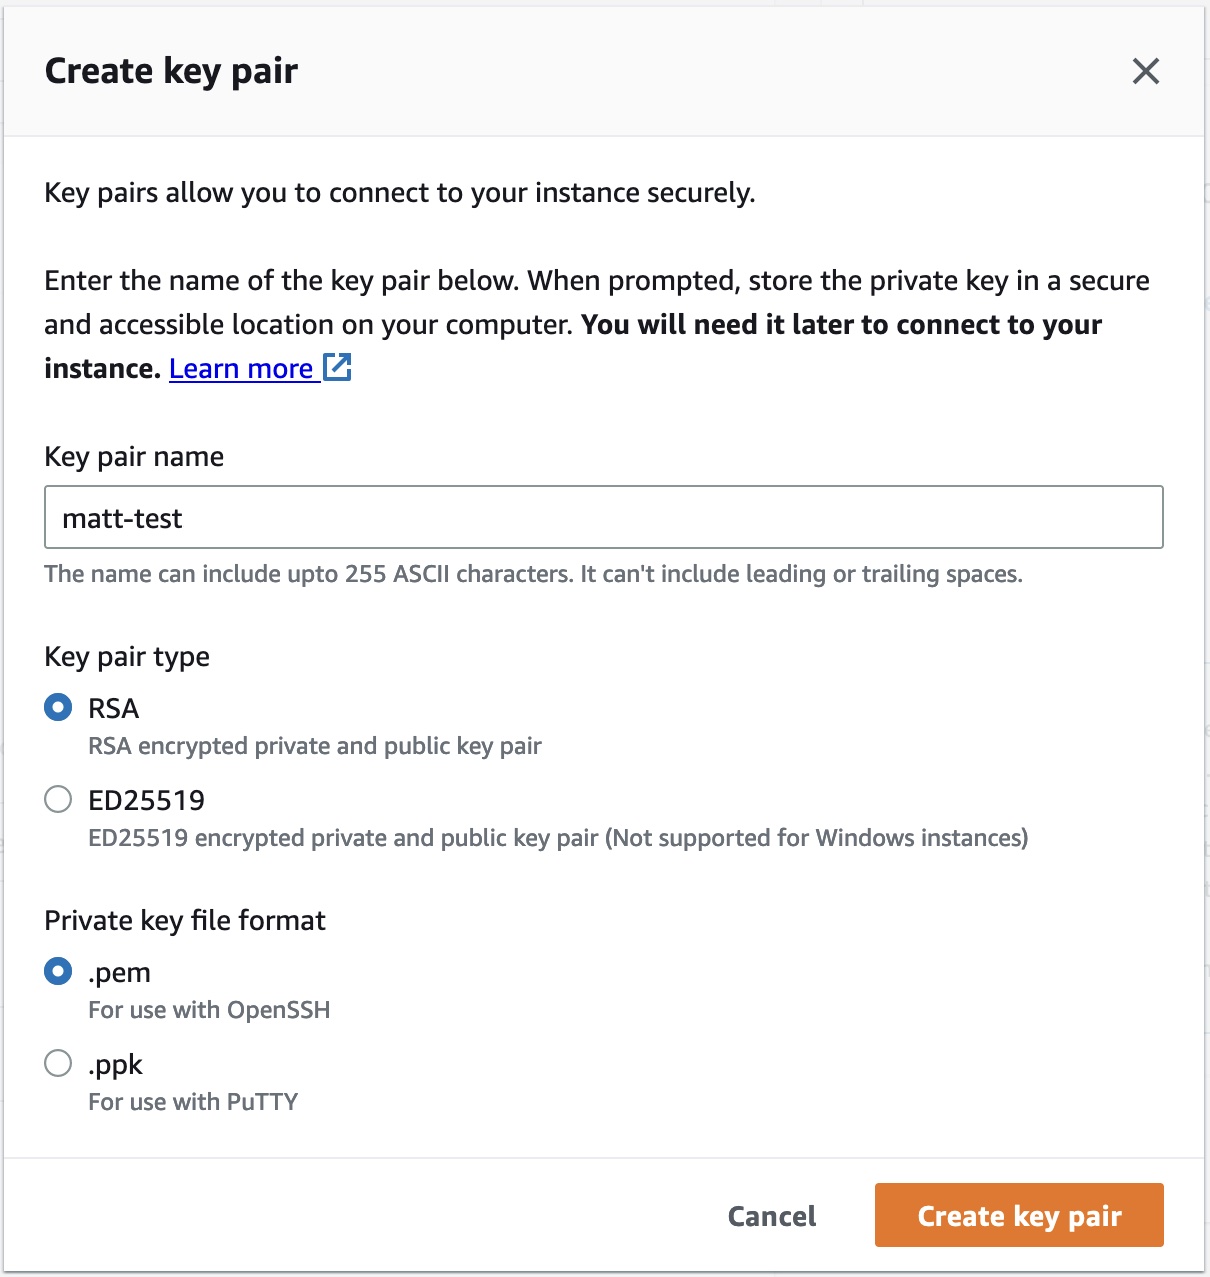 Create key pair
Key pairs allow you to connect to your instance securely.
Enter the name of the key pair below. When prompted, store the private key in a secure
and accessible location on your computer. You will need it later to connect to your
instance. Learn more
Key pair name
matt-test
The name can include upto 255 ASCII characters. It can't include leading or trailing spaces.
Key pair type
RSA
RSA encrypted private and public key pair
ED25519
ED25519 encrypted private and public key pair (Not supported for Windows instances)
Private key file format
.pem
For use with OpenSSH
.ppk
For use with PuTTY
Cancel
Create key pair